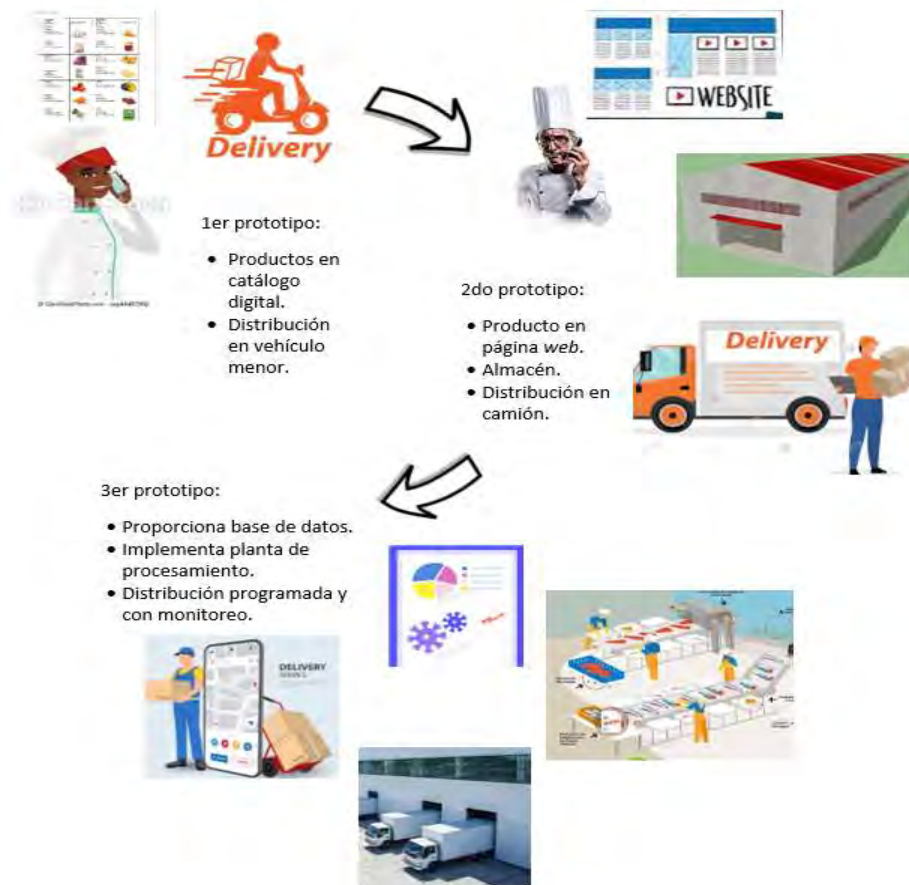 Delivery
WEBSITE
1er prototipo:
• Productos en
catálogo
digital.
• Distribución
en vehículo
menor.
2do prototipo:
• Producto en
página web.
• Almacén.
• Distribución en
camión.
Delivery
3er prototipo:
• Proporciona base de datos.
• Implementa planta de
procesamiento.
• Distribución programada y
con monitoreo.
DELIVERY